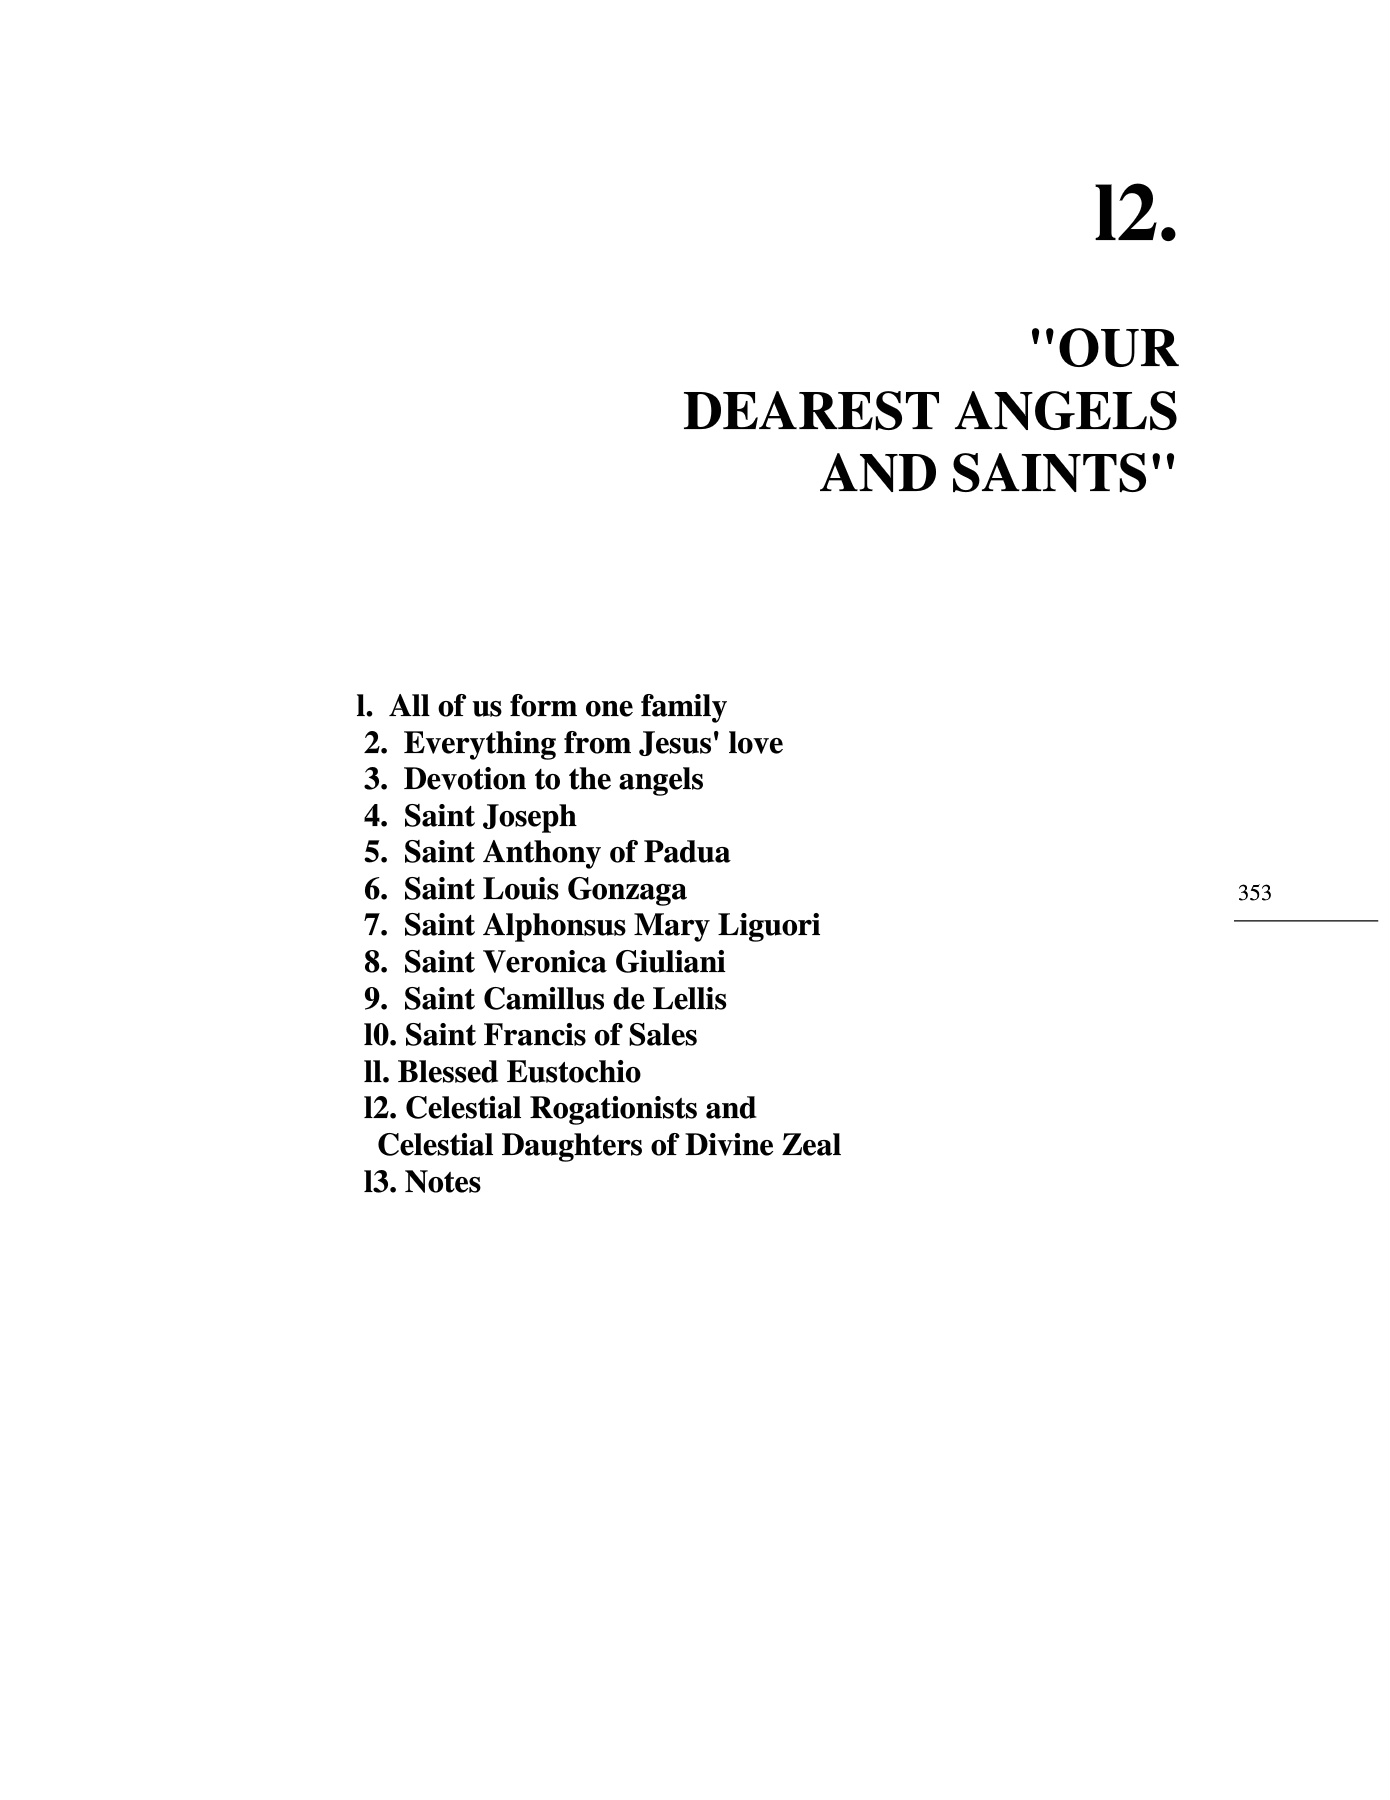 l2.
"OUR
DEAREST ANGELS
AND SAINTS"
l. All of us form one family
2. Everything from Jesus' love
3. Devotion to the angels
4. Saint Joseph
5. Saint Anthony of Padua
6. Saint Louis Gonzaga
353
7. Saint Alphonsus Mary Liguori
8. Saint Veronica Giuliani
9. Saint Camillus de Lellis
l0. Saint Francis of Sales
ll. Blessed Eustochio
l2. Celestial Rogationists and
Celestial Daughters of Divine Zeal
l3. Notes